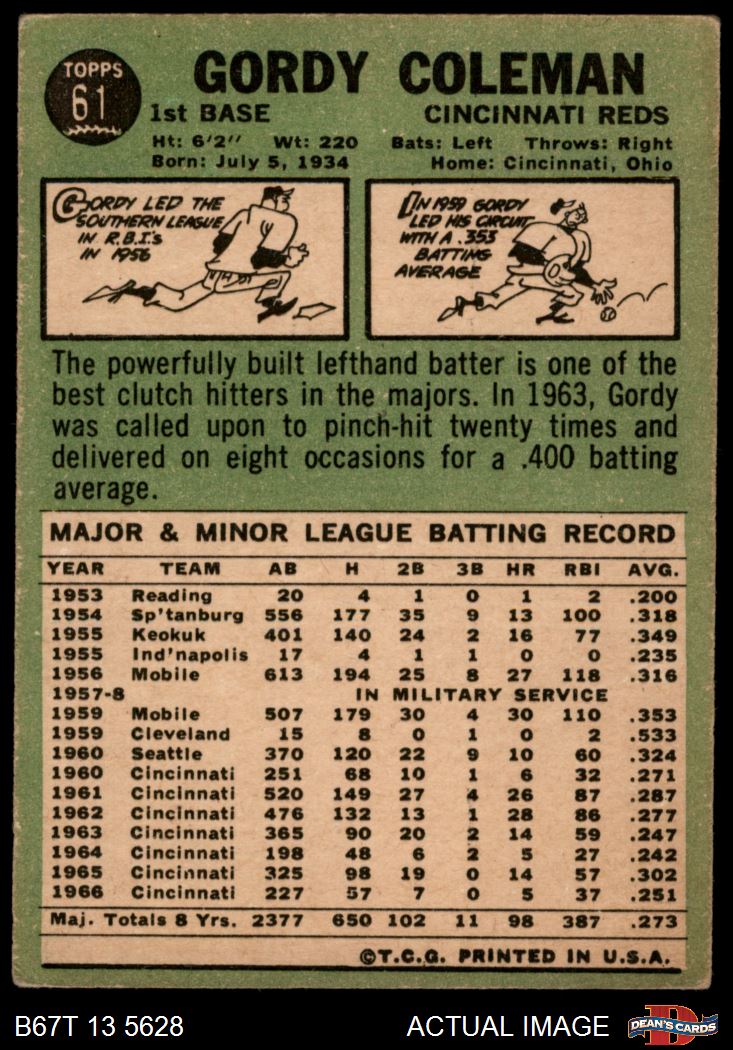 TOPPS
61
GORDY COLEMAN
1st BASE
CINCINNATI REDS
Ht: 6'2" Wt: 220 Bats: Left Throws: Right
Born: July 5, 1934 Home: Cincinnati, Ohio
GORDY LED THE
SOUTHERN LEAGUE
IN R.B.I.'s
IN 1956
IN 1959 GORDY
LED HIS CIRCUIT
WITH A .353
BATTING
AVERAGE
The powerfully built lefthand batter is one of the
best clutch hitters in the majors. In 1963, Gordy
was called upon to pinch-hit twenty times and
delivered on eight occasions for a .400 batting
average.
MAJOR & MINOR LEAGUE BATTING RECORD
YEAR TEAM AB H 2B 3B HR RBI AVG.
1953 Reading 20 4 1 0 1 2 .200
1954 Sp'tanburg 556 177 35 9 13 100 .318
1955 Keokuk 401 140 24 2 16 77 .349
1955 Ind'napolis 17 4 1 1 0 0 .235
1956 Mobile 613 194 25 8 27 118 .316
1957-8 IN MILITARY SERVICE
1959 Mobile 507 179 30 4 30 110 .353
1959 Cleveland 15 8 0 1 0 2 .533
1960 Seattle 370 120 22 9 10 60 .324
1960 Cincinnati 251 68 10 1 6 32 .271
1961 Cincinnati 520 149 27 4 26 87 .287
1962 Cincinnati 476 132 13 1 28 86 .277
1963 Cincinnati 365 90 20 2 14 59 .247
1964 Cincinnati 198 48 6 2 5 27 .242
1965 Cincinnati 325 98 19 0 14 57 .302
1966 Cincinnati 227 57 7 0 5 37 .251
Maj. Totals 8 Yrs. 2377 650 102 11 98 387 .273
©T.C.G. PRINTED IN U.S.A.
B67T 13 5628
ACTUAL IMAGE
D
DEAN'S CARDS